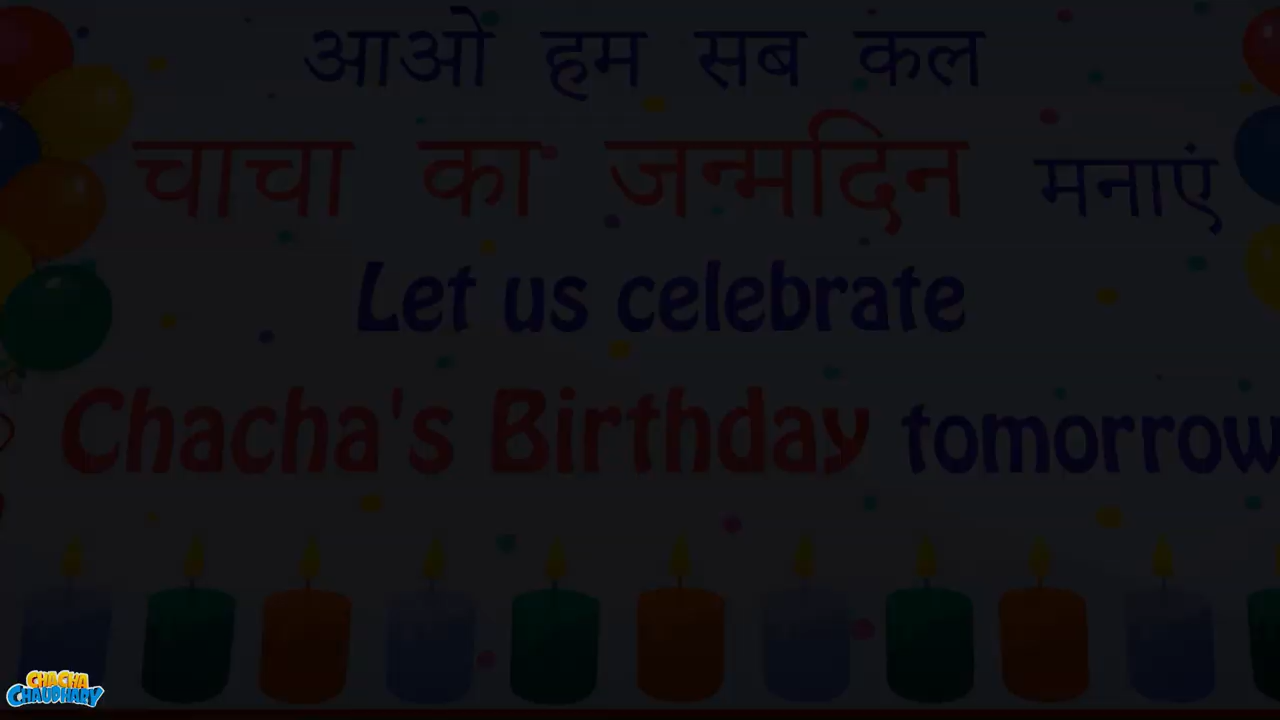 आओ हम सब कल
चाचा का जन्मदिन मनाएं
Let us celebrate
Chacha's Birthday tomorrow
CHACHA
CHAUDHARY